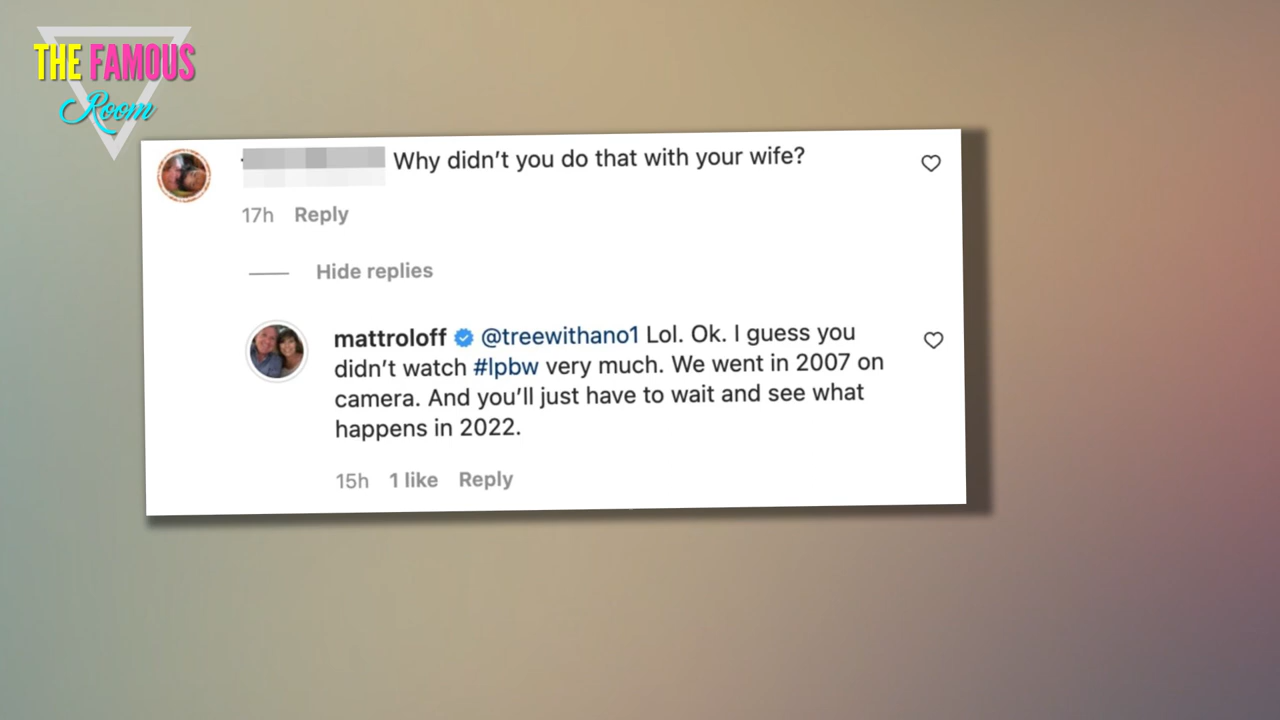 THE FAMOUS
Room
Why didn't you do that with your wife?
17h Reply
Hide replies
mattroloff @treewithano1 Lol. Ok. I guess you
didn't watch #lpbw very much. We went in 2007 on
camera. And you'll just have to wait and see what
happens in 2022.
15h 1 like Reply